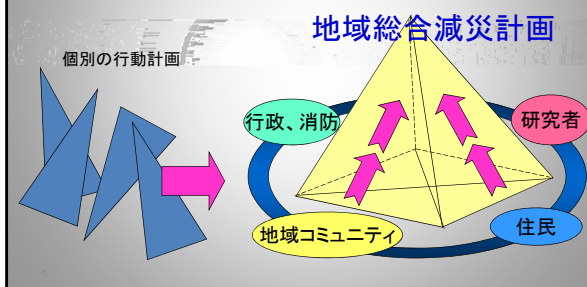 地域総合減災計画
個別の行動計画
行政、消防
研究者
地域コミュニティ
住民
5